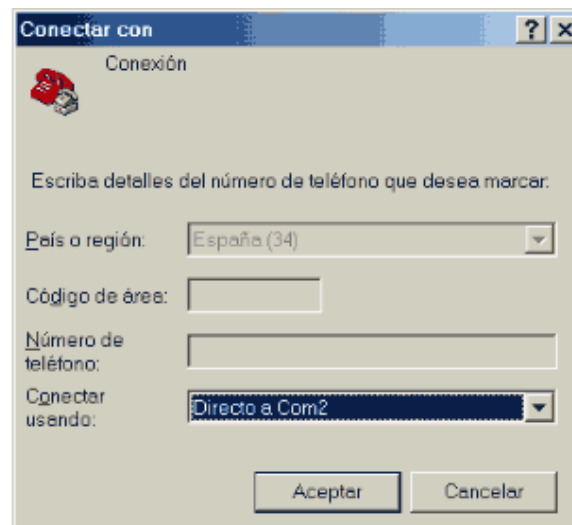 Conectar con
Conexión
Escriba detalles del número de teléfono que desea marcar:
País o región:
España (34)
Código de área:
Número de
teléfono:
Conectar
usando:
Directo a Com2
Aceptar
Cancelar